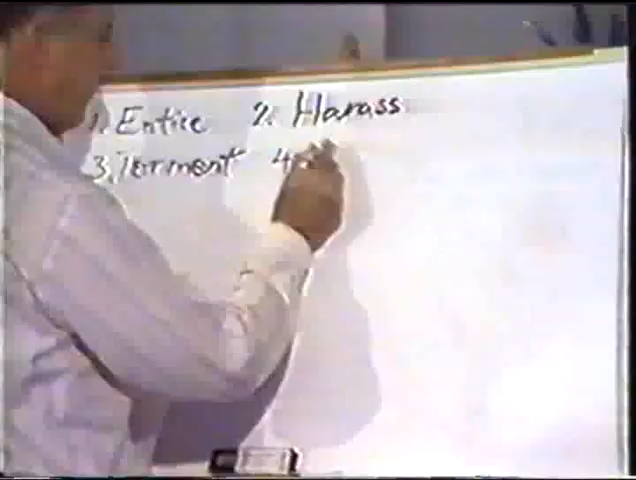 1. Entice 2. Harass
3. Torment 4.